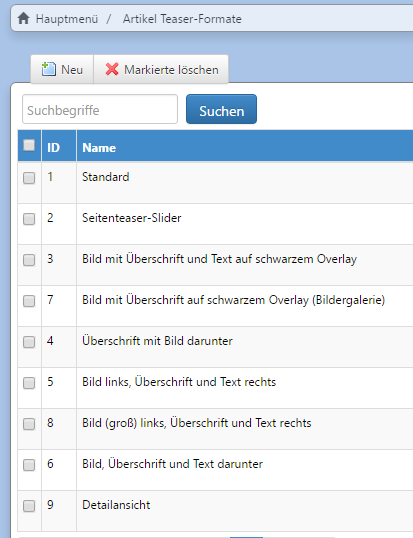 Hauptmenü / Artikel Teaser-Formate
Neu Markierte löschen
Suchbegriffe Suchen
ID Name
1 Standard
2 Seitenteaser-Slider
3 Bild mit Überschrift und Text auf schwarzem Overlay
7 Bild mit Überschrift auf schwarzem Overlay (Bildergalerie)
4 Überschrift mit Bild darunter
5 Bild links, Überschrift und Text rechts
8 Bild (groß) links, Überschrift und Text rechts
6 Bild, Überschrift und Text darunter
9 Detailansicht